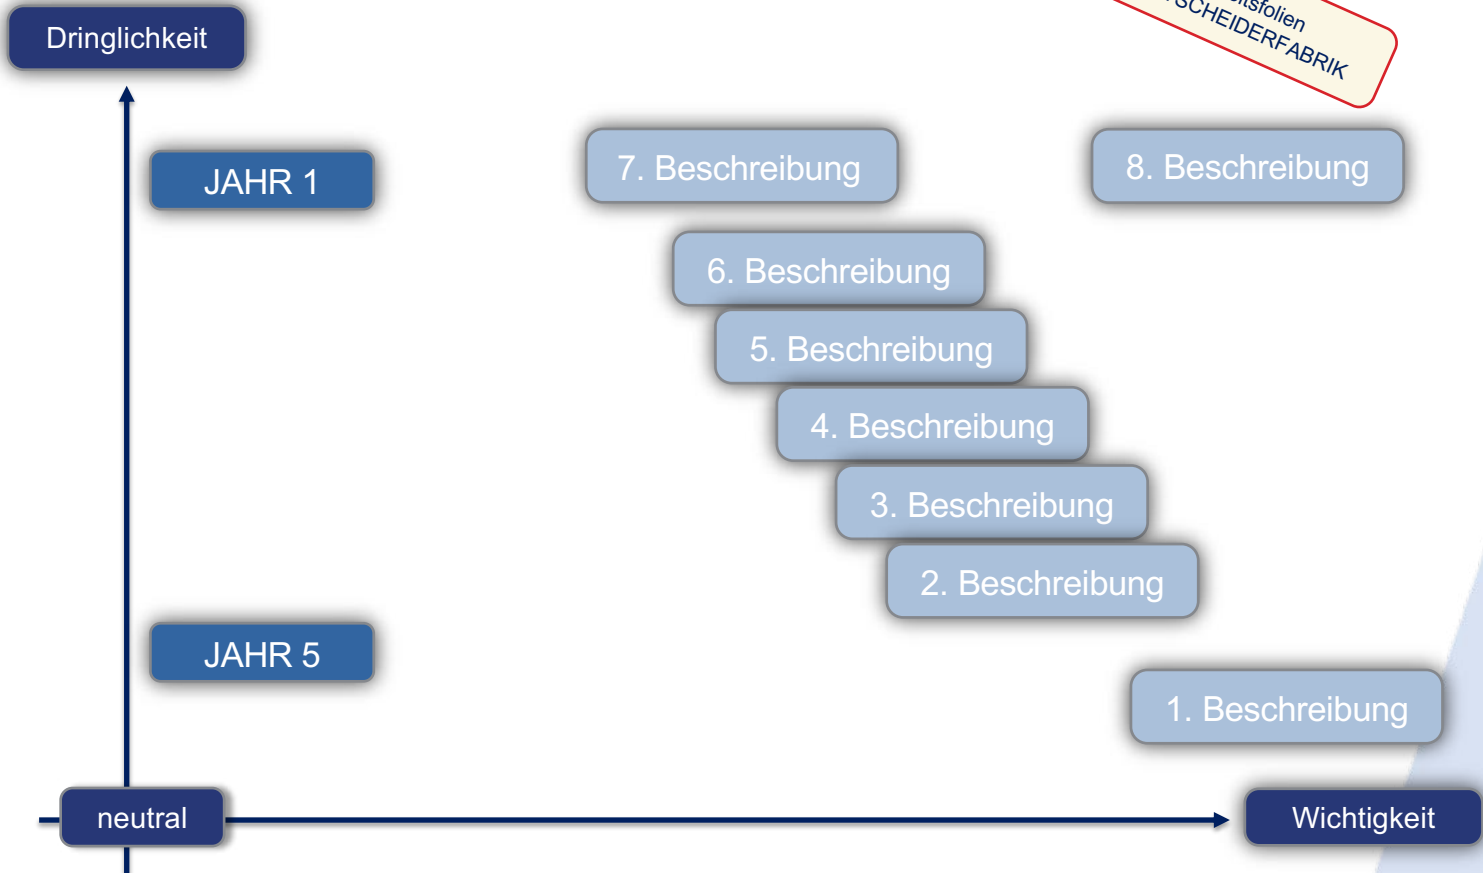 Dringlichkeit
SCHEIDERFABRIK
JAHR 1
7. Beschreibung
8. Beschreibung
6. Beschreibung
5. Beschreibung
4. Beschreibung
3. Beschreibung
2. Beschreibung
JAHR 5
1. Beschreibung
neutral
Wichtigkeit